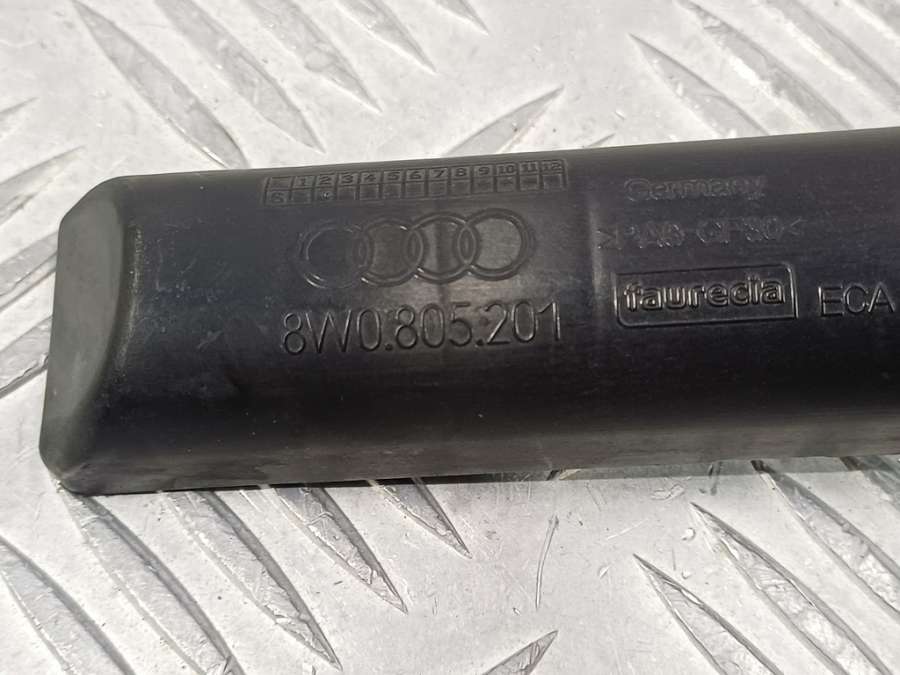 1 2 3 4 5 6 7 8 9 10 11 12
8W0.805.201
Germany
faurecia
ECA